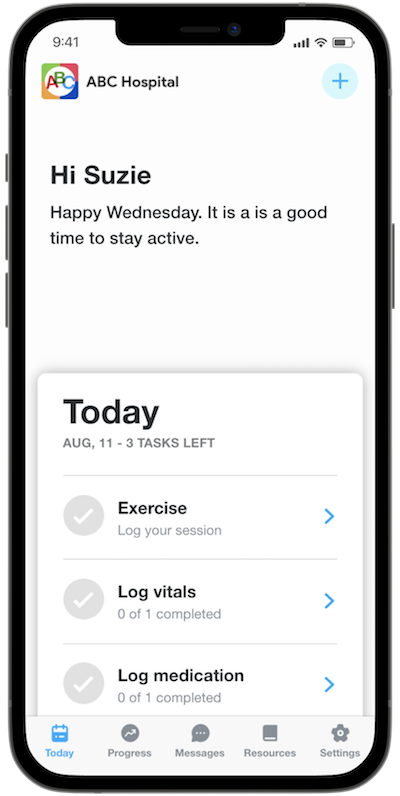 9:41
ABC
ABC Hospital
Hi Suzie
Happy Wednesday. It is a is a good
time to stay active.
Today
AUG, 11 - 3 TASKS LEFT
Exercise
Log your session
Log vitals
0 of 1 completed
Log medication
0 of 1 completed
Today Progress Messages Resources Settings